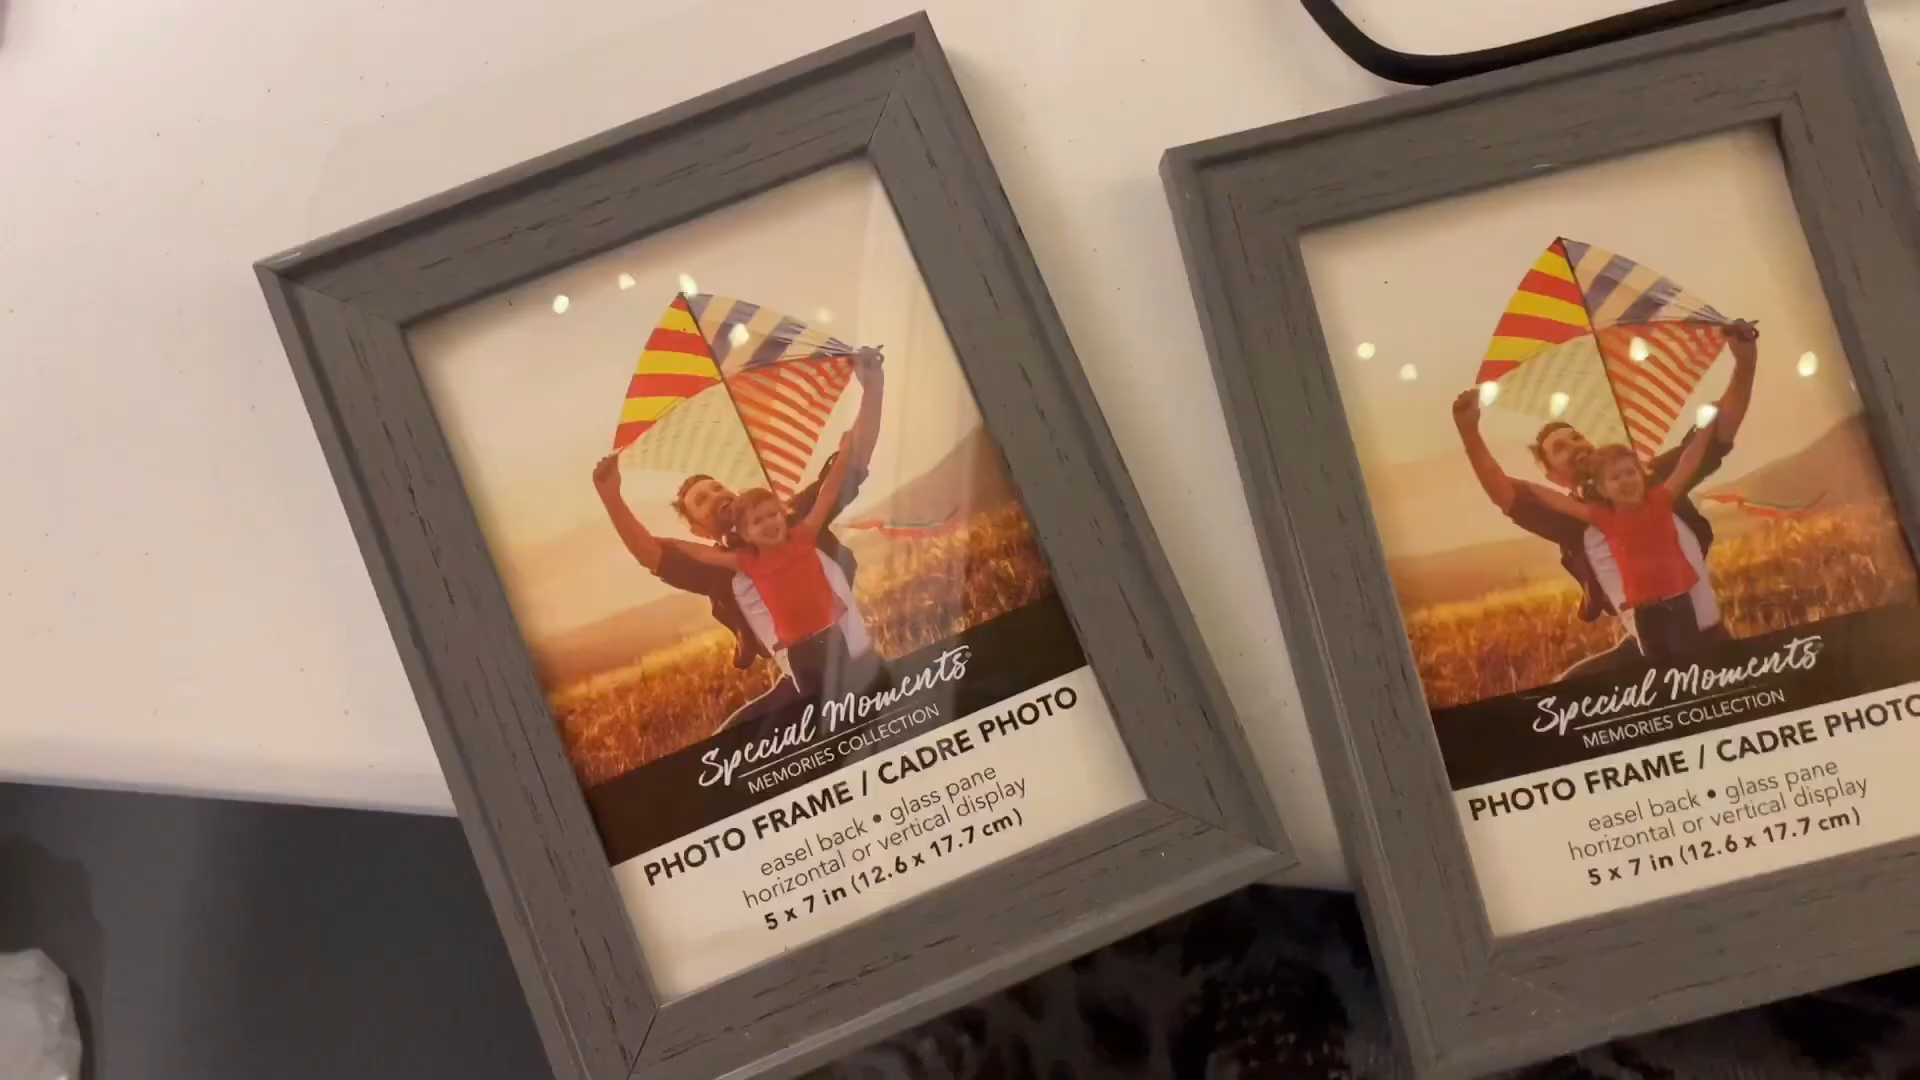 Special Moments®
MEMORIES COLLECTION
PHOTO FRAME / CADRE PHOTO
easel back • glass pane
horizontal or vertical display
5 x 7 in (12.6 x 17.7 cm)
Special Moments
MEMORIES COLLECTION
PHOTO FRAME / CADRE PHOTO
easel back • glass pane
horizontal or vertical display
5 x 7 in (12.6 x 17.7 cm)